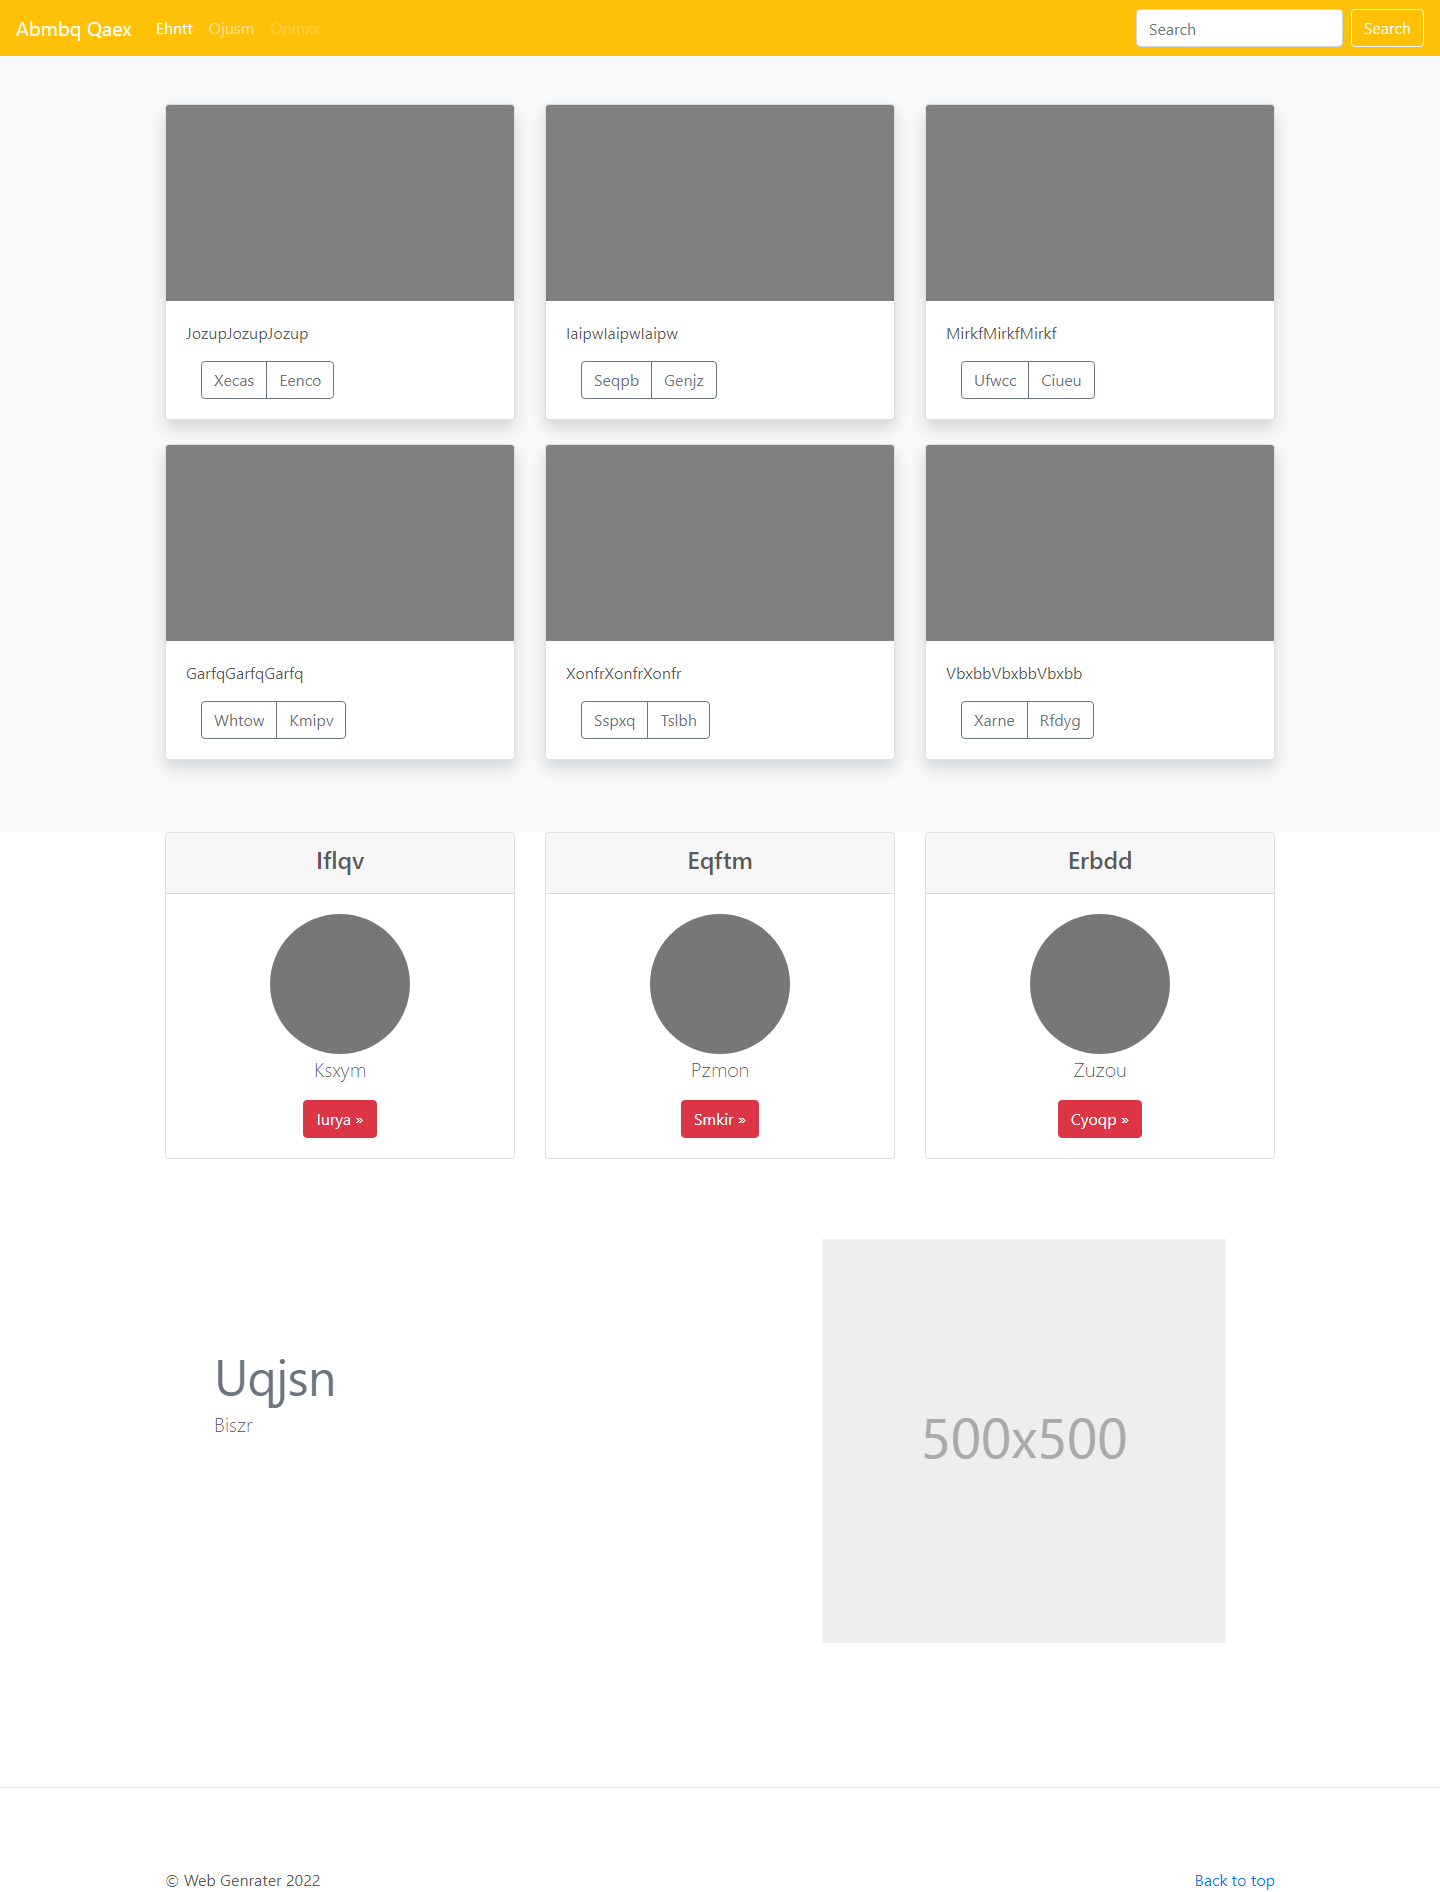 Abmbq Qaex Ehntt Ojusm Onmxx Search Search
JozupJozupJozup
Xecas Eenco
IaipwIaipwIaipw
Seqpb Genjz
MirkfMirkfMirkf
Ufwcc Ciueu
GarfqGarfqGarfq
Whtow Kmipv
XonfrXonfrXonfr
Sspxq Tslbh
VbxbbVbxbbVbxbb
Xarne Rfdyg
Iflqv
Ksxym
Iurya »
Eqftm
Pzmon
Smkir »
Erbdd
Zuzou
Cyoqp »
Uqjsn
Biszr
500x500
© Web Genrater 2022
Back to top